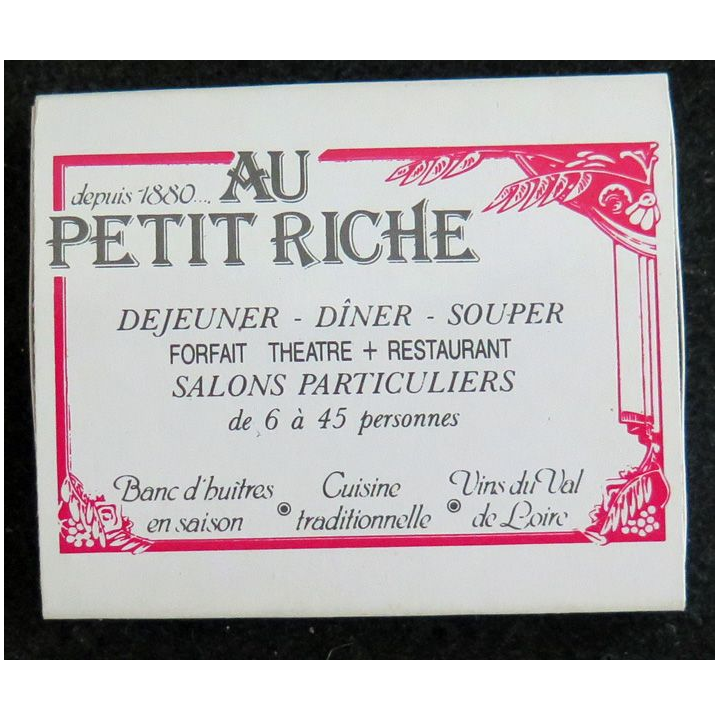 depuis 1880... AU
PETIT RICHE
DEJEUNER - DÎNER - SOUPER
FORFAIT THEATRE + RESTAURANT
SALONS PARTICULIERS
de 6 à 45 personnes
Banc d'huîtres
en saison
Cuisine
traditionnelle
Vins du Val
de Loire